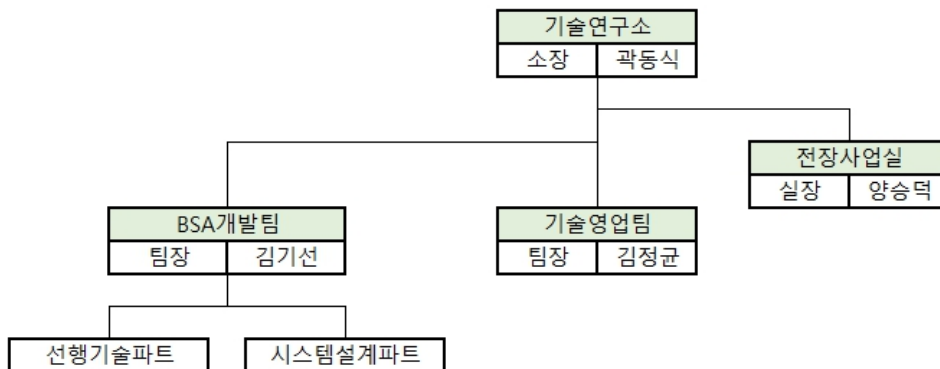 기술연구소
소장 곽동식
전장사업실
실장 양승덕
BSA개발팀
팀장 김기선
기술영업팀
팀장 김정균
선행기술파트
시스템설계파트